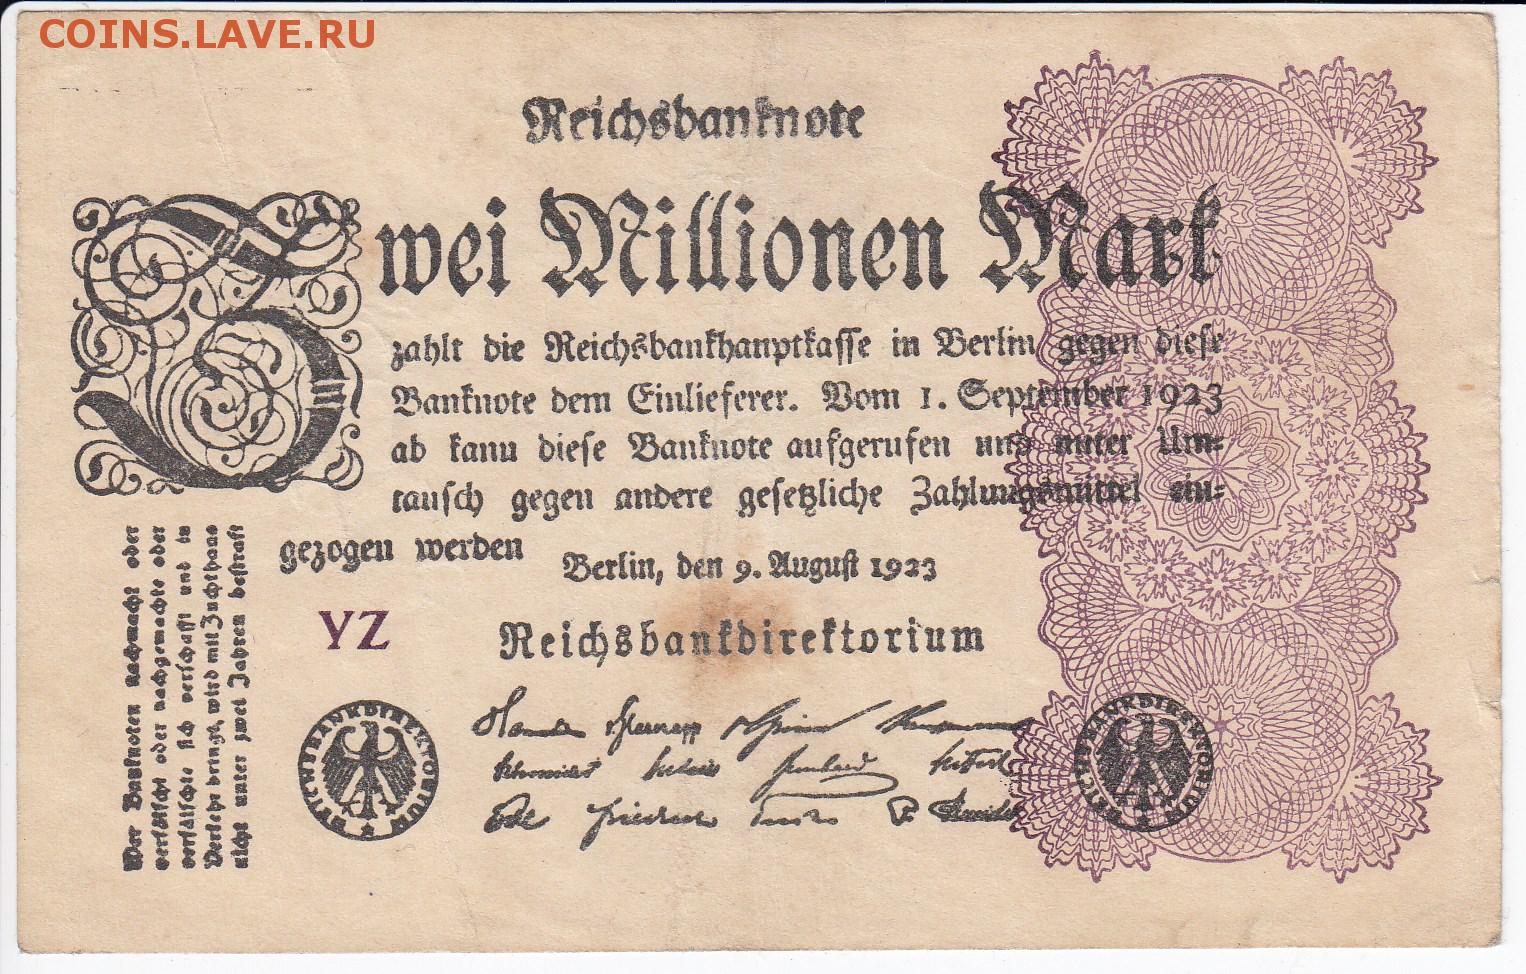 COINS.LAVE.RU
Reichsbanknote
Zwei Millionen Mark
zahlt die Reichsbankhauptkasse in Berlin gegen diese
Banknote dem Einlieferer. Vom 1. September 1923
ab kann diese Banknote aufgerufen und unter Um-
tausch gegen andere gesetzliche Zahlungsmittel ein-
gezogen werden
Berlin, den 9. August 1923
YZ
Reichsbankdirektorium
Wer Banknoten nachmacht oder
verfälscht oder nachgemachte oder
verfälschte sich verschafft und in
Verkehr bringt, wird mit Zuchthaus
nicht unter zwei Jahren bestraft
REICHSBANKDIREKTORIUM
REICHSBANKDIREKTORIUM